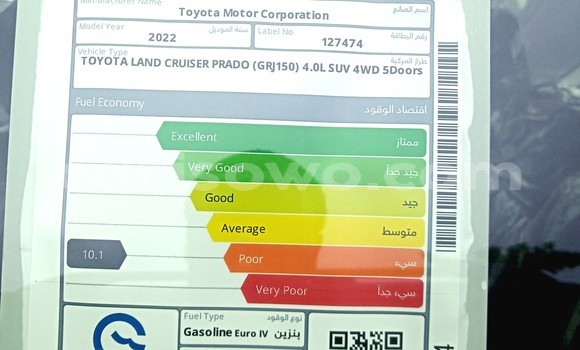 Manufacturer Name Toyota Motor Corporation اسم الصانع
Model Year 2022 سنة الموديل Label No 127474 رقم البطاقة
Vehicle Type طراز المركبة
TOYOTA LAND CRUISER PRADO (GRJ150) 4.0L SUV 4WD 5Doors
Fuel Economy اقتصاد الوقود
Excellent ممتاز
Very Good جيد جداً
Good جيد
Average متوسط
10.1 Poor سيء
Very Poor سيء جداً
Fuel Type نوع الوقود
Gasoline Euro IV بنزين